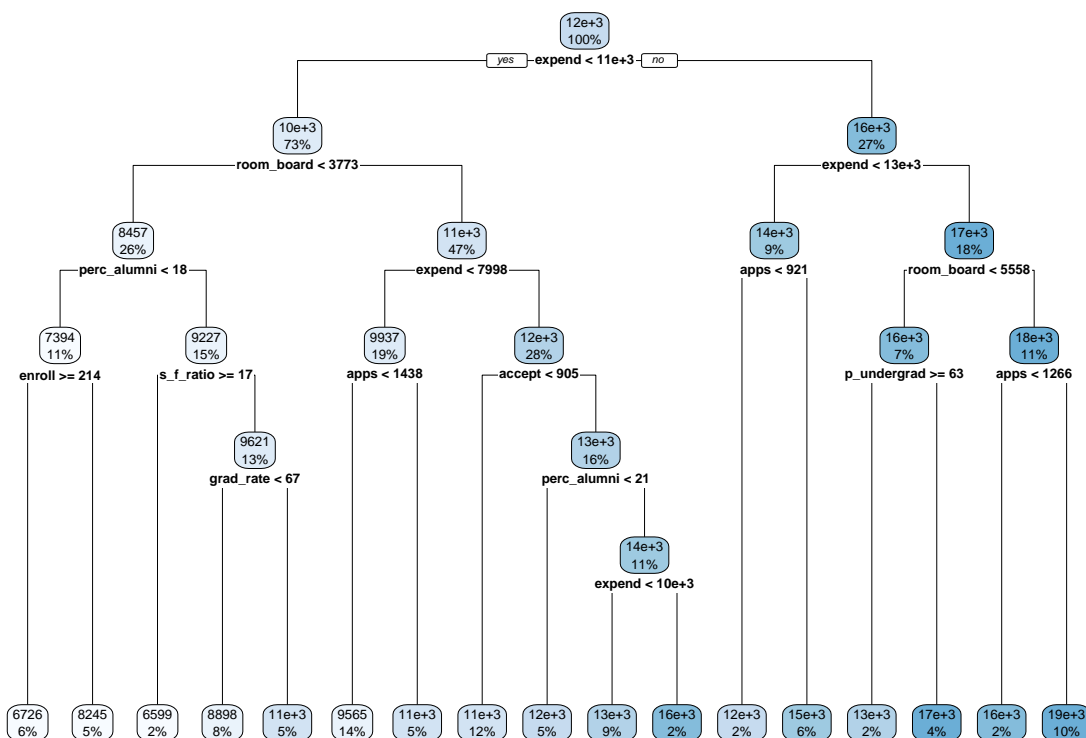 12e+3
100%
yes expend < 11e+3 no
10e+3
73%
room_board < 3773
16e+3
27%
expend < 13e+3
8457
26%
perc_alumni < 18
11e+3
47%
expend < 7998
14e+3
9%
apps < 921
17e+3
18%
room_board < 5558
7394
11%
enroll >= 214
9227
15%
s_f_ratio >= 17
9937
19%
apps < 1438
12e+3
28%
accept < 905
16e+3
7%
p_undergrad >= 63
18e+3
11%
apps < 1266
9621
13%
grad_rate < 67
13e+3
16%
perc_alumni < 21
14e+3
11%
expend < 10e+3
6726
6%
8245
5%
6599
2%
8898
8%
11e+3
5%
9565
14%
11e+3
5%
11e+3
12%
12e+3
5%
13e+3
9%
16e+3
2%
12e+3
2%
15e+3
6%
13e+3
2%
17e+3
4%
16e+3
2%
19e+3
10%